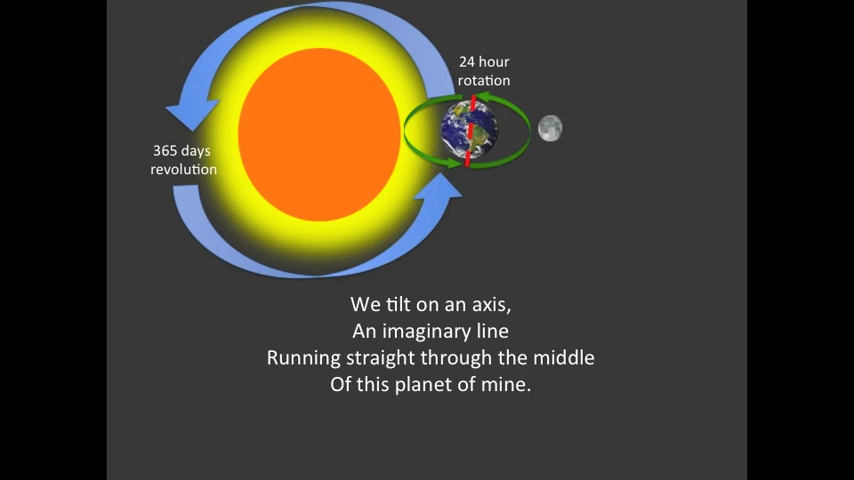 24 hour
rotation
365 days
revolution
We tilt on an axis,
An imaginary line
Running straight through the middle
Of this planet of mine.